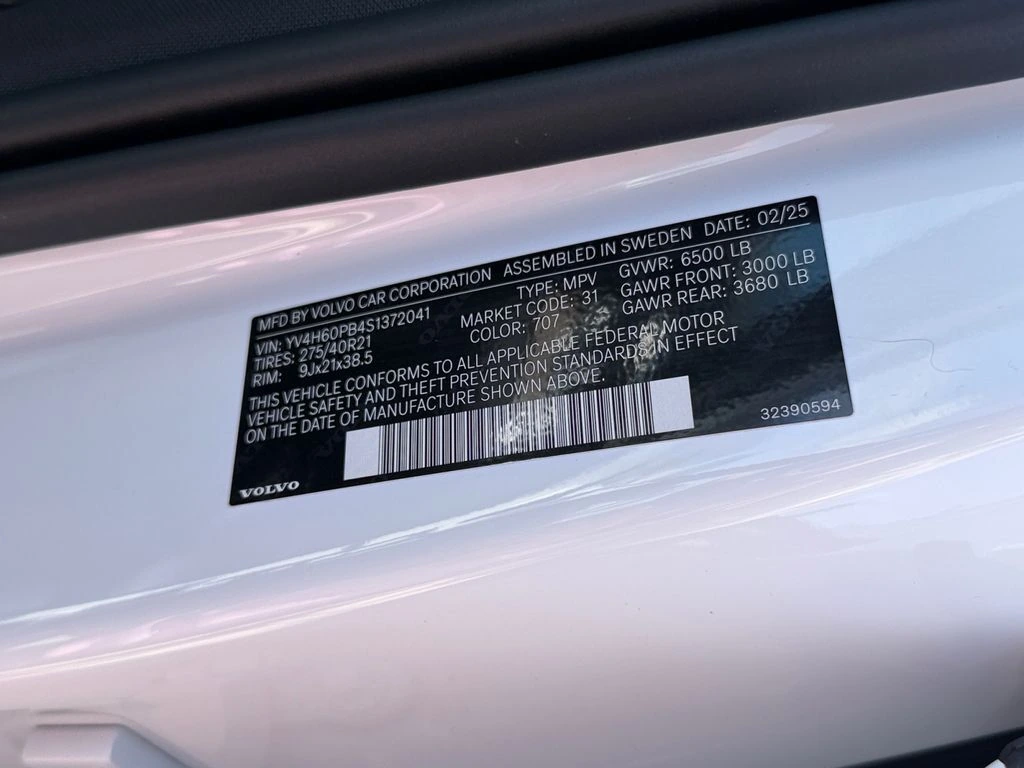 MFD BY VOLVO CAR CORPORATION ASSEMBLED IN SWEDEN DATE: 02/25
VIN: YV4H60PB4S1372041 TYPE: MPV GVWR: 6500 LB
TIRES: 275/40R21 MARKET CODE: 31 GAWR FRONT: 3000 LB
RIM: 9Jx21x38.5 COLOR: 707 GAWR REAR: 3680 LB
THIS VEHICLE CONFORMS TO ALL APPLICABLE FEDERAL MOTOR
VEHICLE SAFETY AND THEFT PREVENTION STANDARDS IN EFFECT
ON THE DATE OF MANUFACTURE SHOWN ABOVE.
32390594
VOLVO